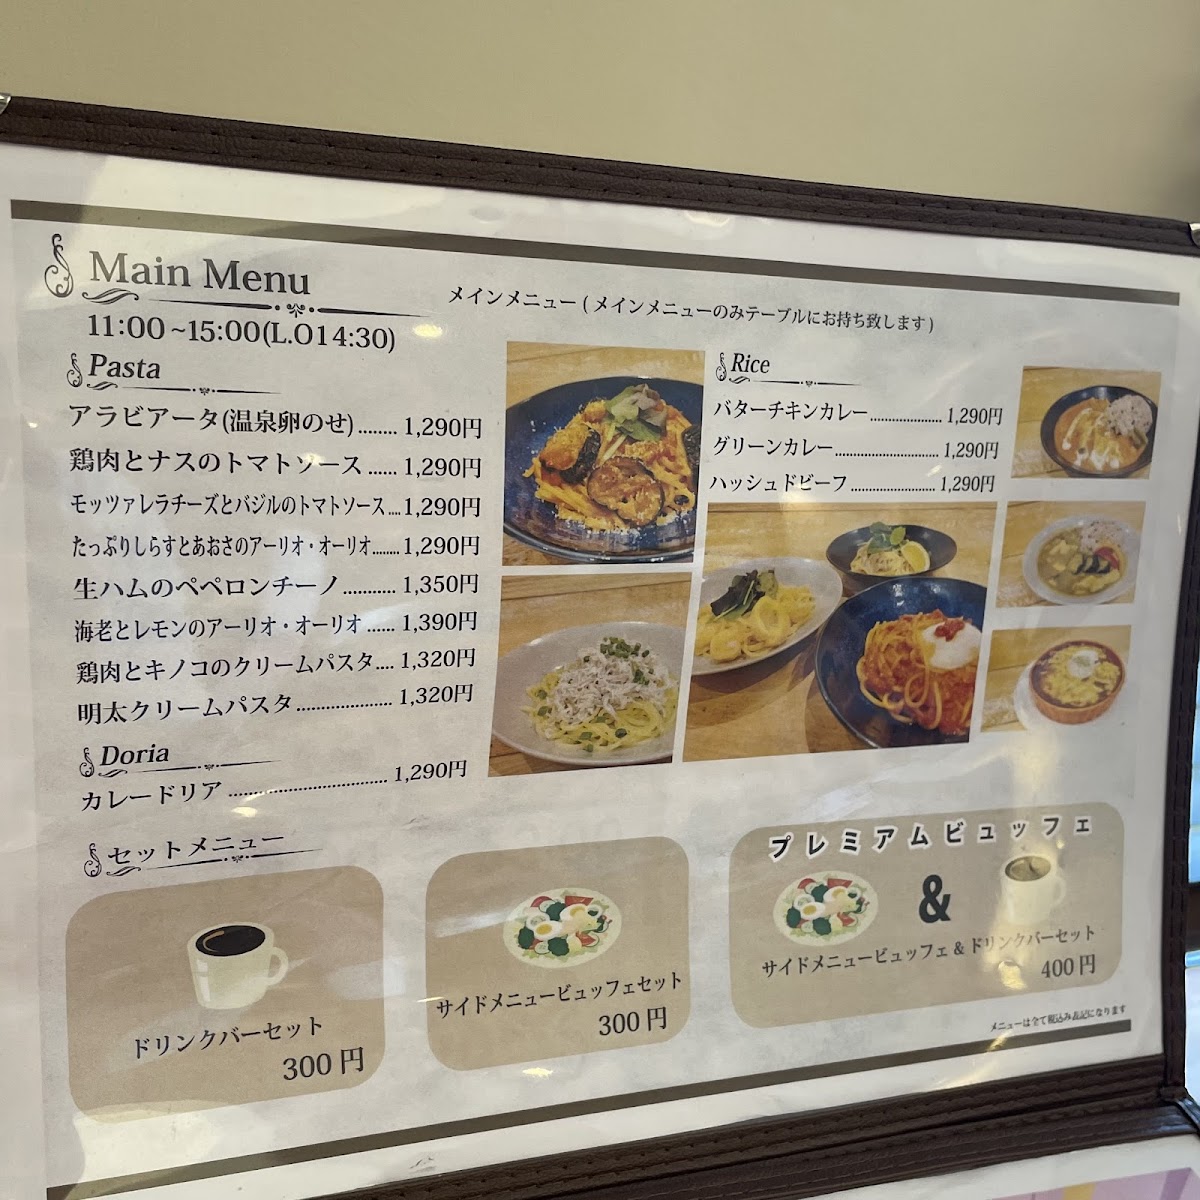 Main Menu
11:00~15:00(L.O14:30)
メインメニュー ( メインメニューのみテーブルにお持ち致します )
Pasta
アラビアータ(温泉卵のせ)........ 1,290円
鶏肉とナスのトマトソース...... 1,290円
モッツァレラチーズとバジルのトマトソース.... 1,290円
たっぷりしらすとあおさのアーリオ・オーリオ........ 1,290円
生ハムのペペロンチーノ............ 1,350円
海老とレモンのアーリオ・オーリオ...... 1,390円
鶏肉とキノコのクリームパスタ.... 1,320円
明太クリームパスタ..................... 1,320円
Doria
カレードリア .................................. 1,290円
Rice
バターチキンカレー..................... 1,290円
グリーンカレー............................... 1,290円
ハッシュドビーフ......................... 1,290円
セットメニュー
ドリンクバーセット
300円
サイドメニュービュッフェセット
300円
プレミアムビュッフェ
&
サイドメニュービュッフェ & ドリンクバーセット
400円
メニューは全て税込み表記になります